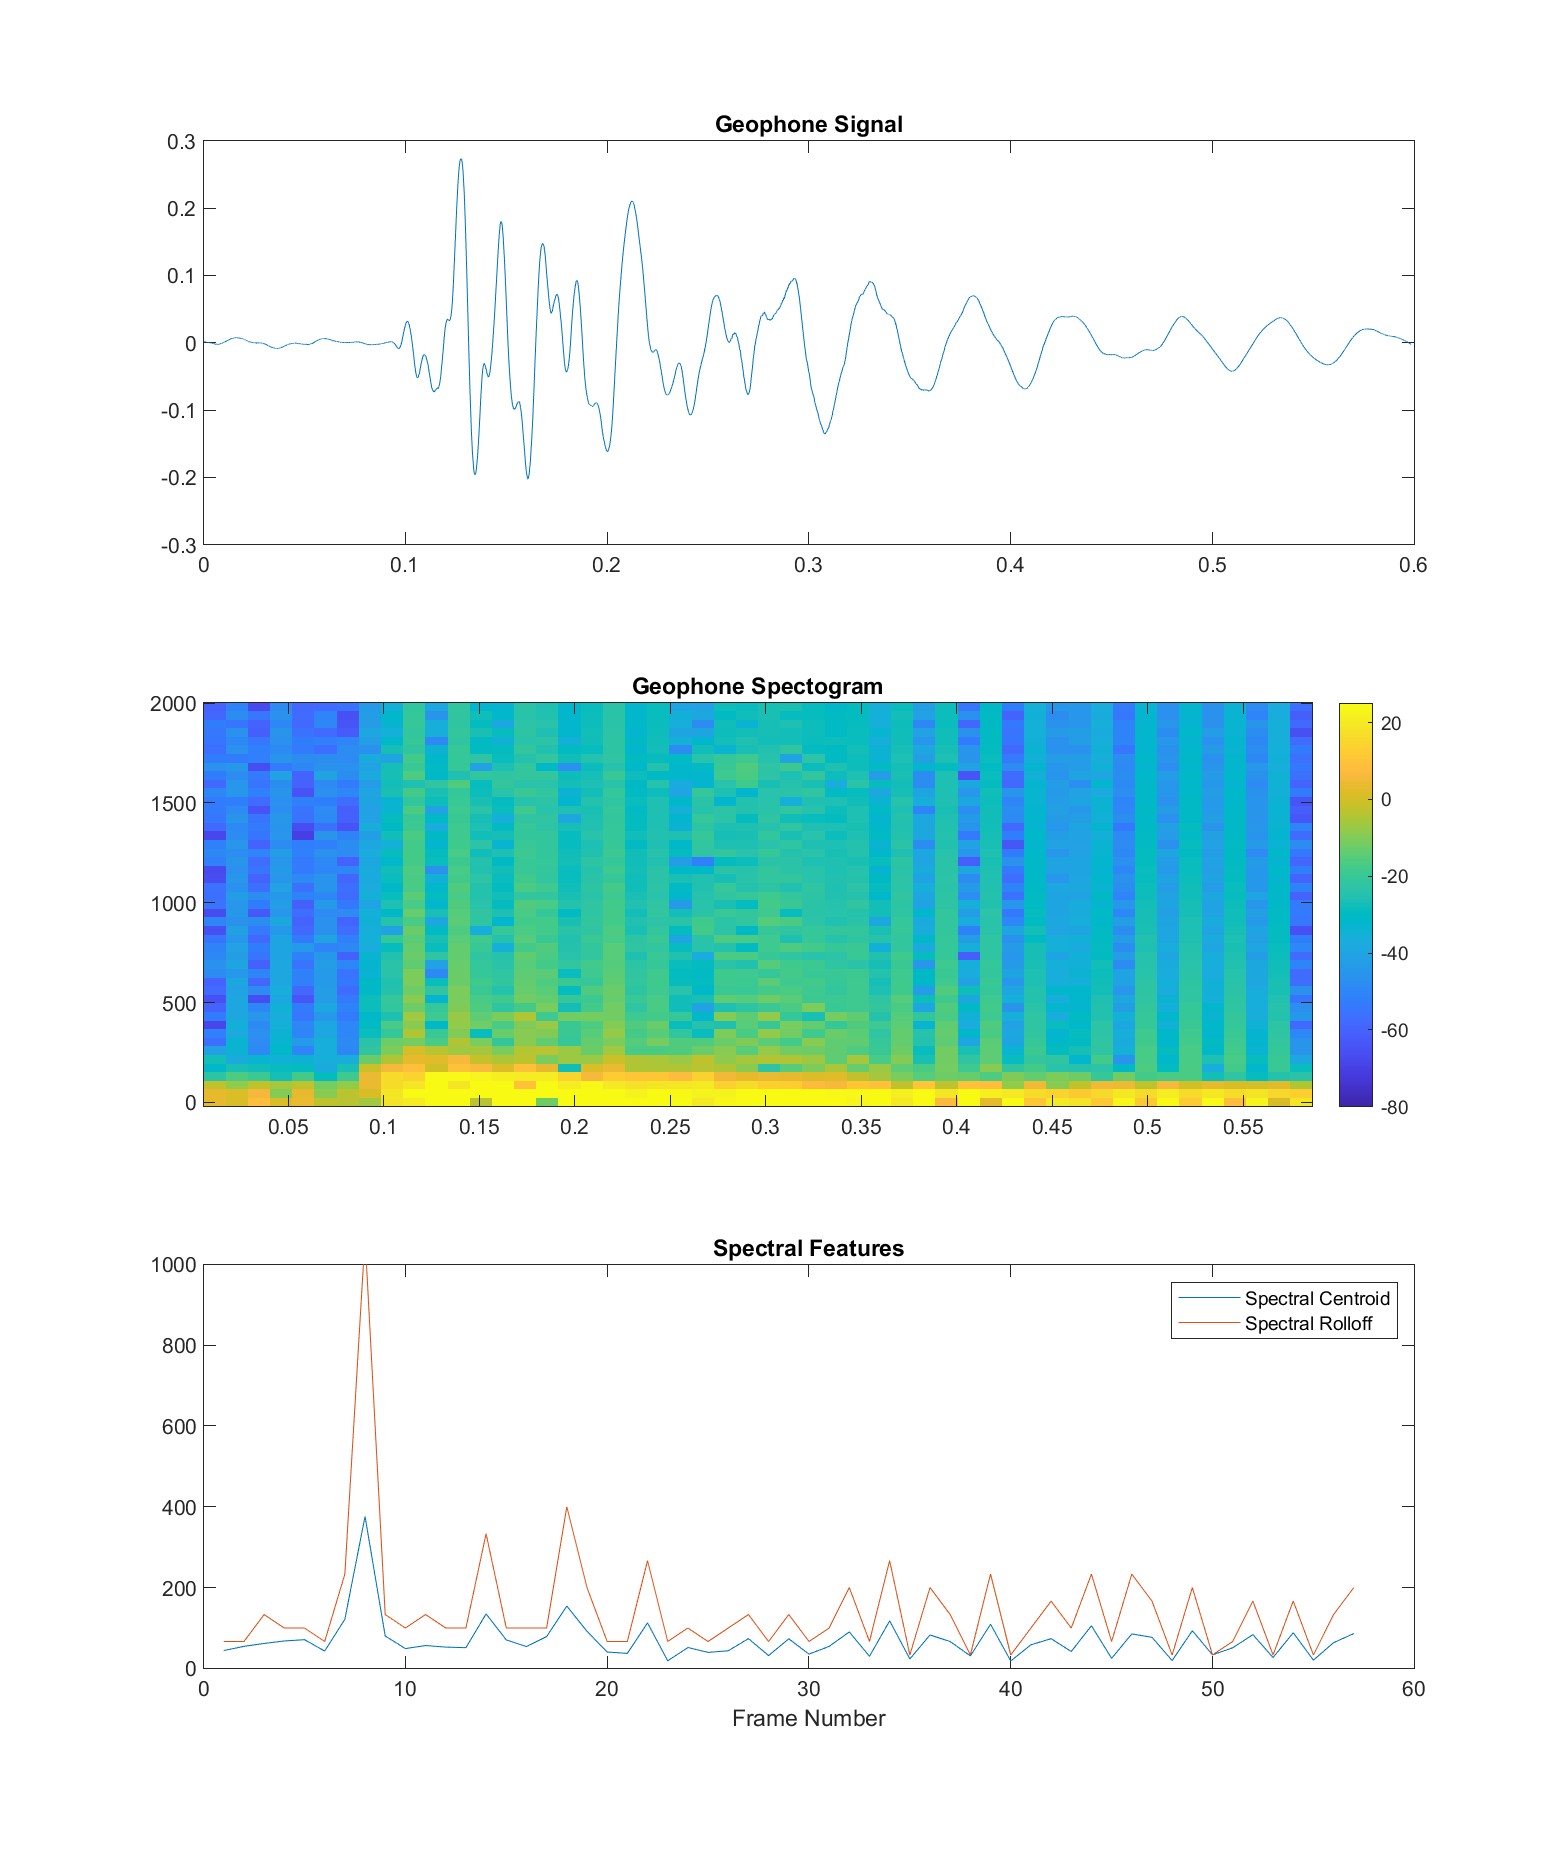 Geophone Signal
0.3
0.2
0.1
0
-0.1
-0.2
-0.3
0 0.1 0.2 0.3 0.4 0.5 0.6
Geophone Spectogram
2000
1500
1000
500
0
0.05 0.1 0.15 0.2 0.25 0.3 0.35 0.4 0.45 0.5 0.55
20
0
-20
-40
-60
-80
Spectral Features
1000
800
600
400
200
0
Spectral Centroid
Spectral Rolloff
0 10 20 30 40 50 60
Frame Number